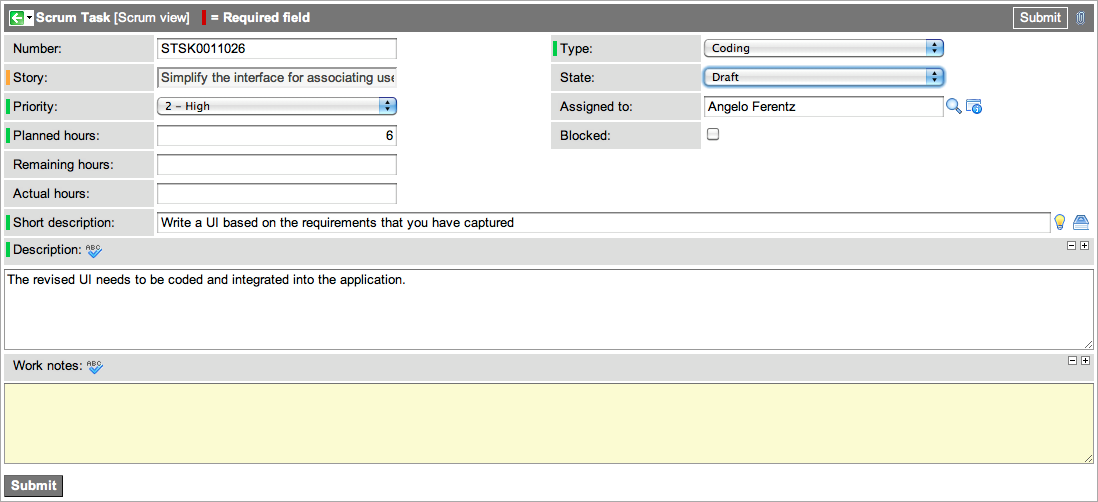 Scrum Task [Scrum view] = Required field Submit
Number: STSK0011026 Type: Coding
Story: Simplify the interface for associating use State: Draft
Priority: 2 – High Assigned to: Angelo Ferentz
Planned hours: 6 Blocked:
Remaining hours:
Actual hours:
Short description: Write a UI based on the requirements that you have captured
Description: ABC
The revised UI needs to be coded and integrated into the application.
Work notes: ABC
Submit